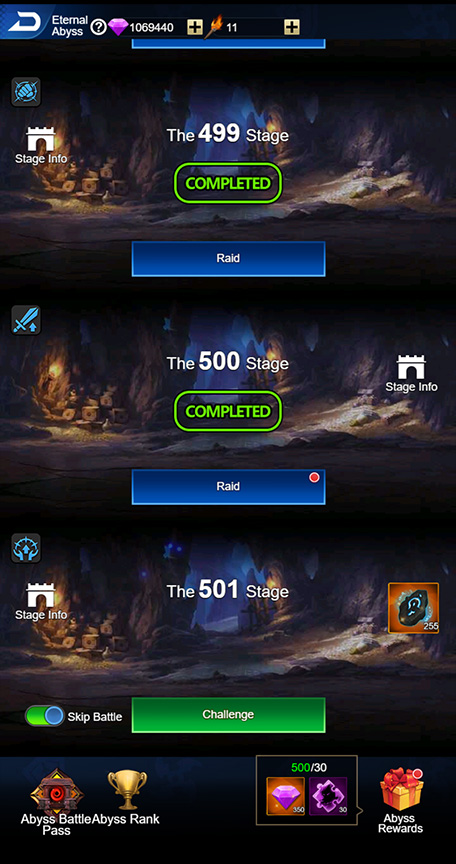 Eternal
Abyss
?
1069440
11
The 499 Stage
Stage Info
COMPLETED
Raid
The 500 Stage
Stage Info
COMPLETED
Raid
The 501 Stage
Stage Info
255
Skip Battle
Challenge
500/30
350
30
Abyss Battle
Pass
Abyss Rank
Abyss
Rewards